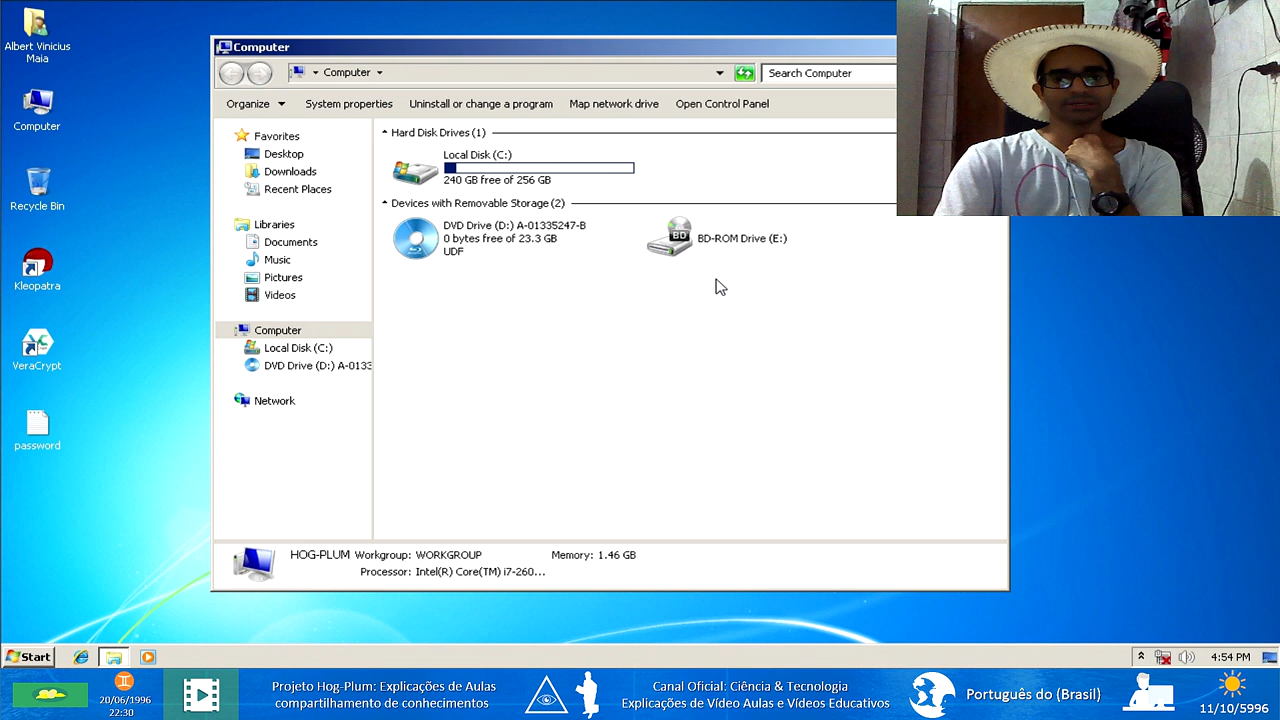 Albert Vinicius
Maia
Computer
Recycle Bin
Kleopatra
VeraCrypt
password
Computer
Computer
Search Computer
Organize
System properties
Uninstall or change a program
Map network drive
Open Control Panel
Favorites
Desktop
Downloads
Recent Places
Libraries
Documents
Music
Pictures
Videos
Computer
Local Disk (C:)
DVD Drive (D:) A-0133
Network
Hard Disk Drives (1)
Local Disk (C:)
240 GB free of 256 GB
Devices with Removable Storage (2)
DVD Drive (D:) A-01335247-B
0 bytes free of 23.3 GB
UDF
BD
BD-ROM Drive (E:)
HOG-PLUM Workgroup: WORKGROUP Memory: 1.46 GB
Processor: Intel(R) Core(TM) i7-260...
Start
4:54 PM
20/06/1996
22:30
Projeto Hog-Plum: Explicações de Aulas
compartilhamento de conhecimentos
Canal Oficial: Ciência & Tecnologia
Explicações de Vídeo Aulas e Vídeos Educativos
Português do (Brasil)
11/10/5996